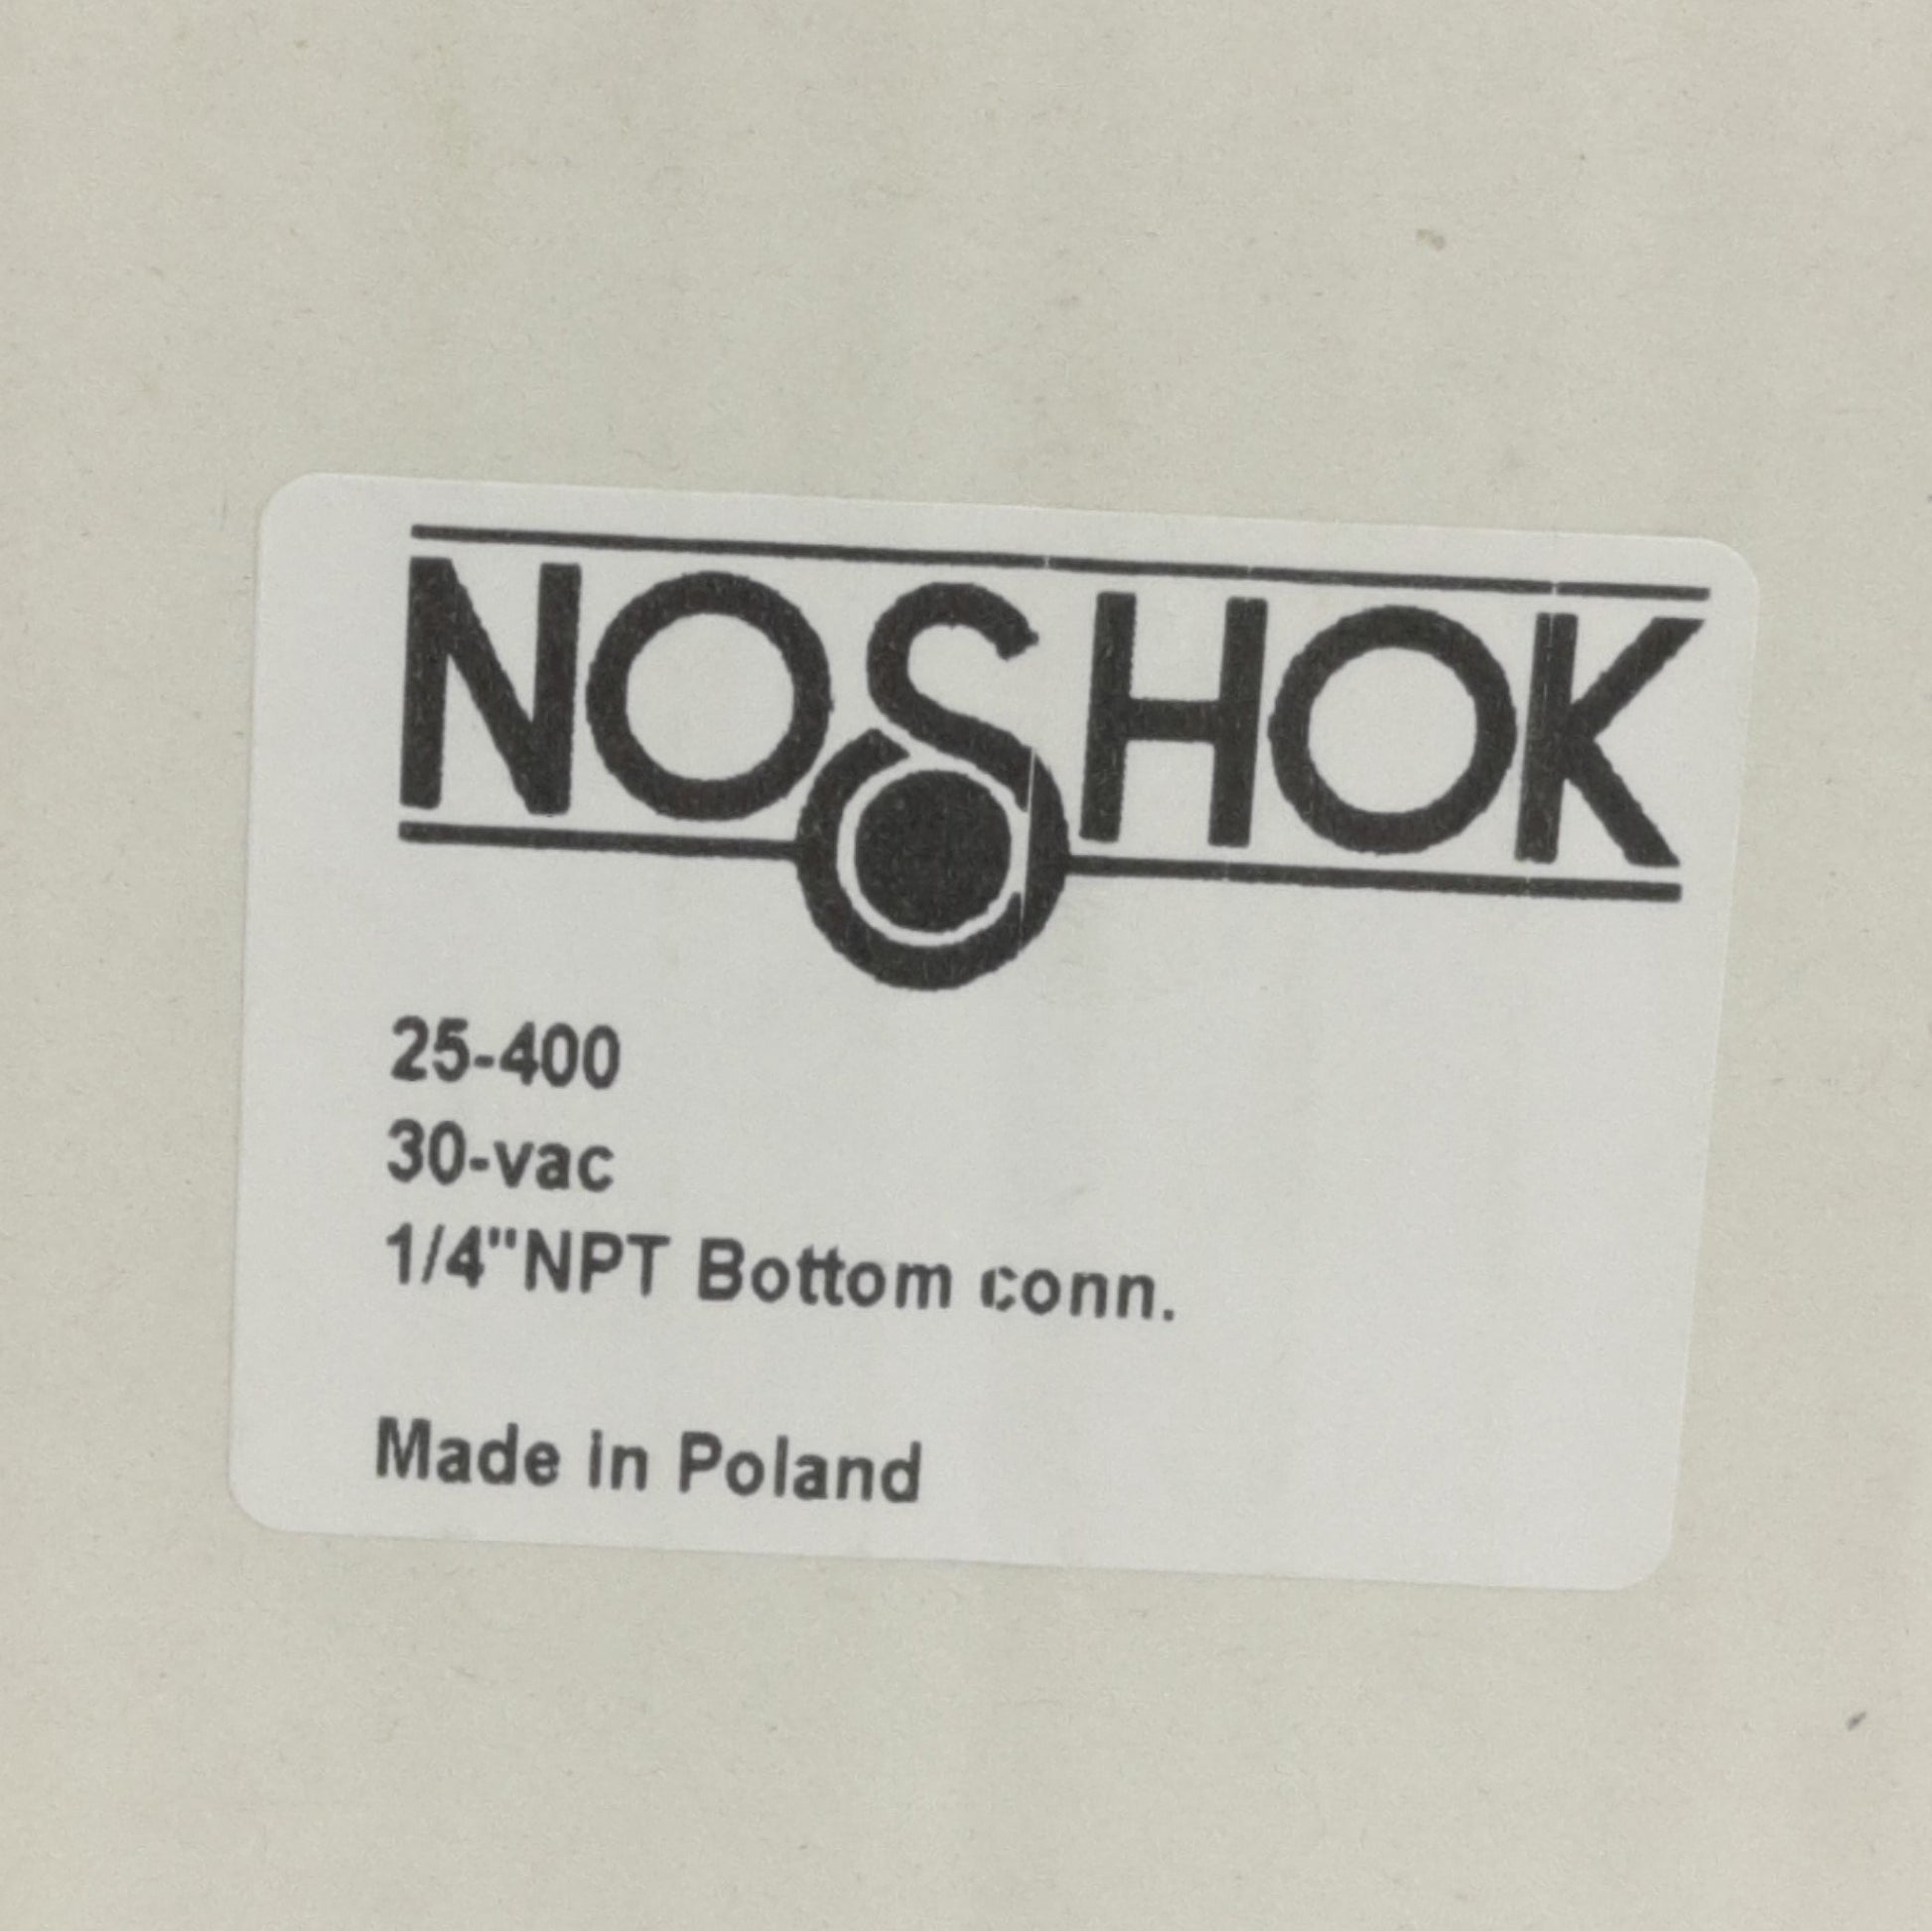 NOSHOK
25-400
30-vac
1/4"NPT Bottom conn.
Made in Poland